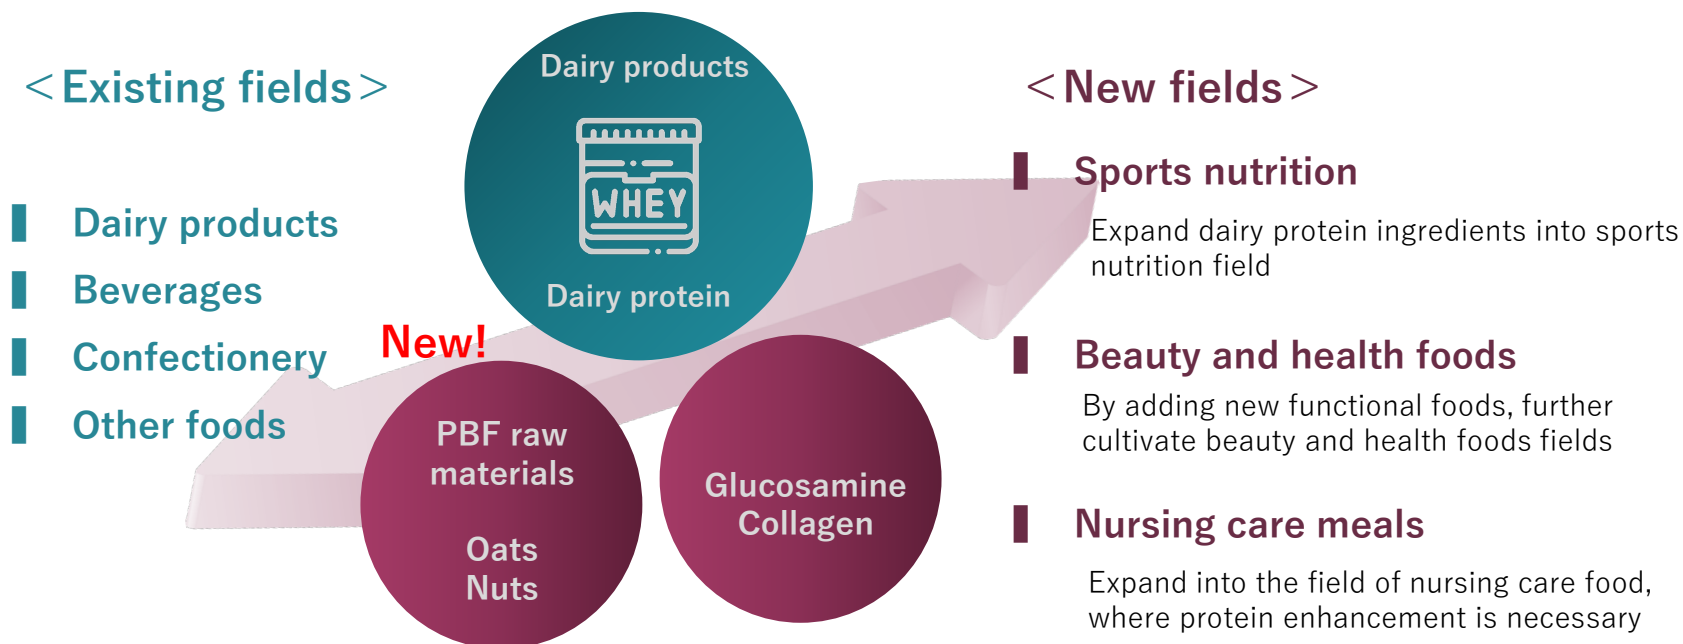 ＜Existing fields＞
Dairy products
Beverages
Confectionery
Other foods
Dairy products
WHEY
Dairy protein
New!
PBF raw
materials
Oats
Nuts
Glucosamine
Collagen
＜New fields＞
Sports nutrition
Expand dairy protein ingredients into sports
nutrition field
Beauty and health foods
By adding new functional foods, further
cultivate beauty and health foods fields
Nursing care meals
Expand into the field of nursing care food,
where protein enhancement is necessary